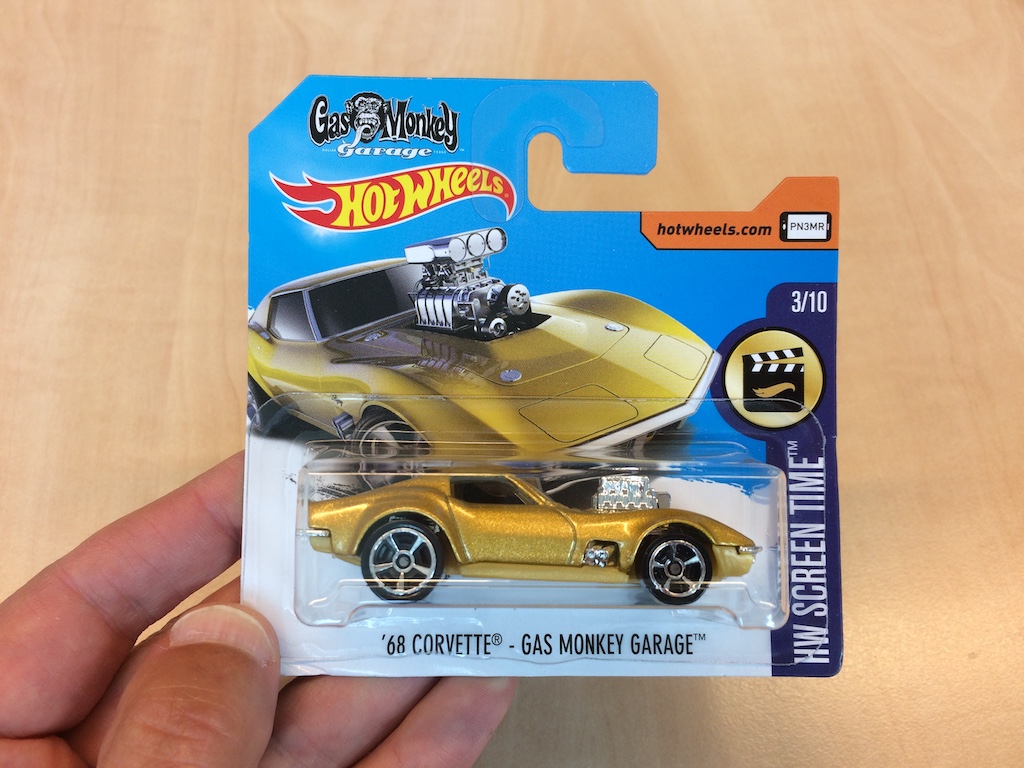 Gas Monkey
Garage
HOT WHEELS
hotwheels.com
PN3MR
3/10
HW SCREEN TIME™
'68 CORVETTE® - GAS MONKEY GARAGE™